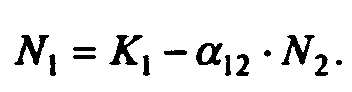 N₁ = K₁ – α₁₂ · N₂.